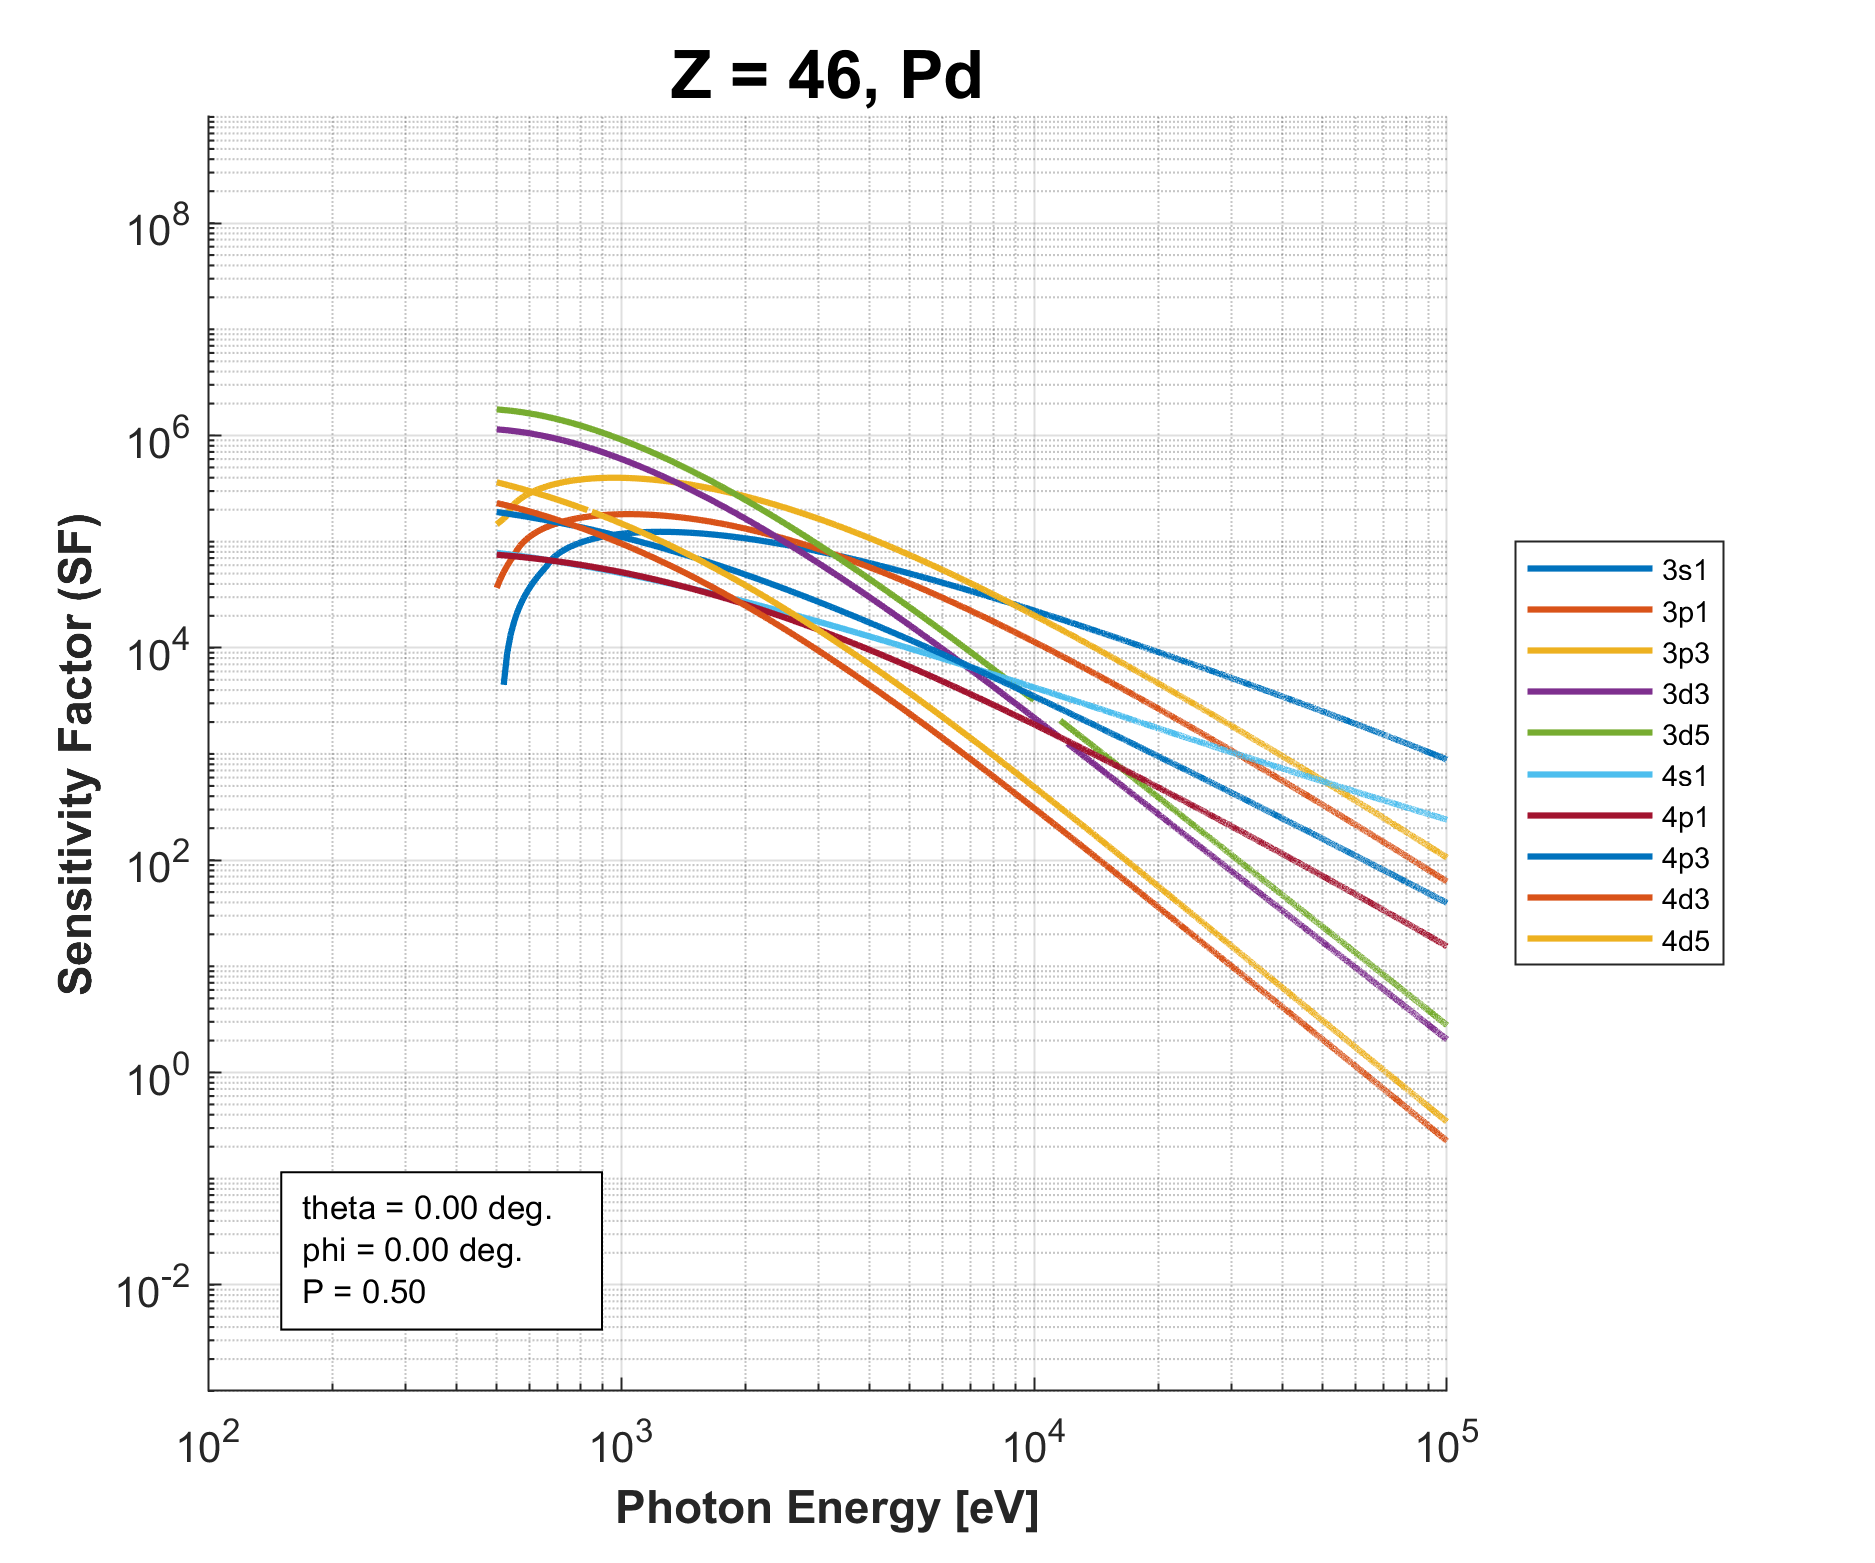 Z = 46, Pd
Sensitivity Factor (SF)
10^8
10^6
10^4
10^2
10^0
10^-2
10^2
10^3
10^4
10^5
Photon Energy [eV]
theta = 0.00 deg.
phi = 0.00 deg.
P = 0.50
3s1
3p1
3p3
3d3
3d5
4s1
4p1
4p3
4d3
4d5